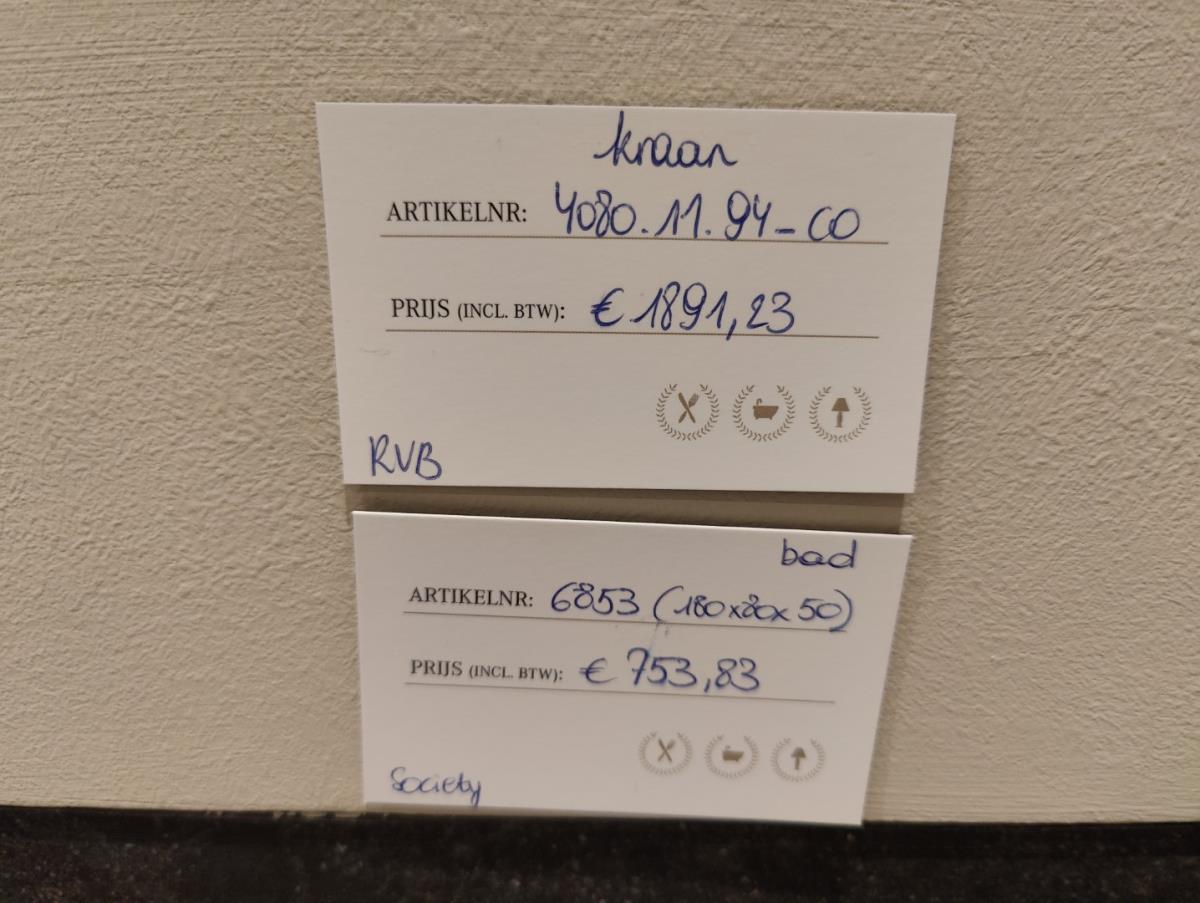 kraan
ARTIKELNR: 4080.11.94-CO
PRIJS (INCL. BTW): € 1891,23
RVB
bad
ARTIKELNR: 6853 (180x80x50)
PRIJS (INCL. BTW): € 753,83
Society